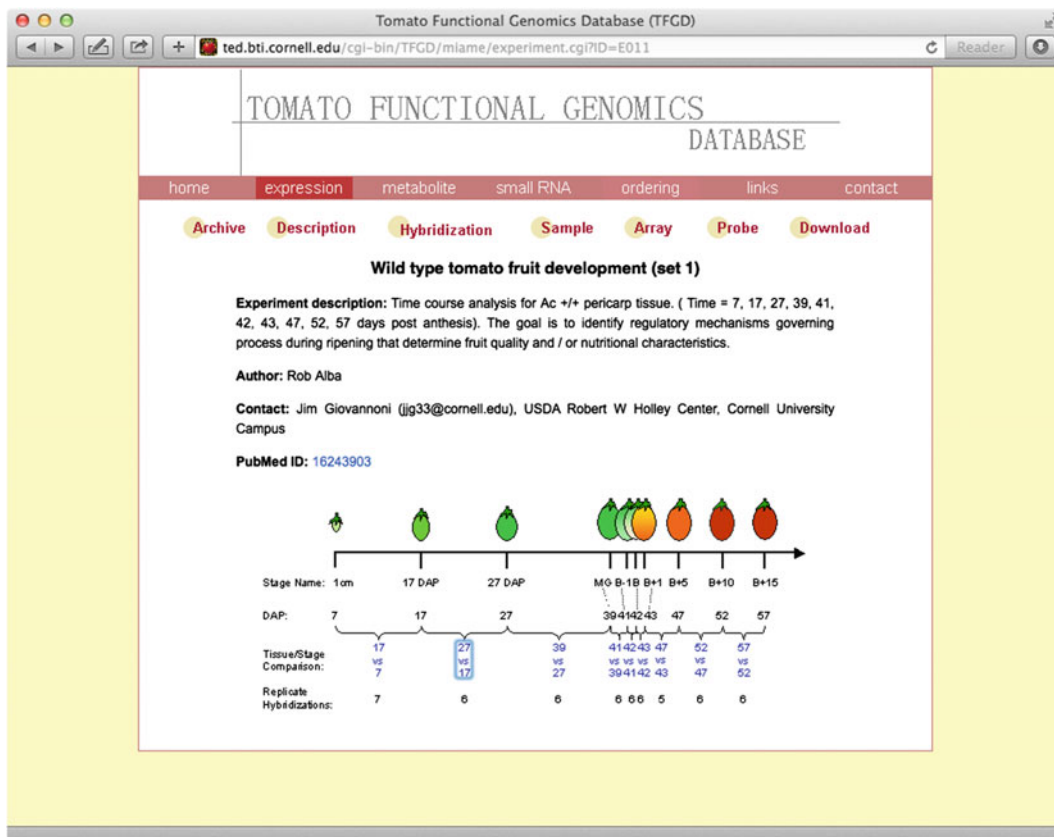 Tomato Functional Genomics Database (TFGD)
ted.bti.cornell.edu/cgi-bin/TFGD/miame/experiment.cgi?ID=E011
Reader
TOMATO FUNCTIONAL GENOMICS
DATABASE
home expression metabolite small RNA ordering links contact
Archive Description Hybridization Sample Array Probe Download
Wild type tomato fruit development (set 1)
Experiment description: Time course analysis for Ac +/+ pericarp tissue. ( Time = 7, 17, 27, 39, 41,
42, 43, 47, 52, 57 days post anthesis). The goal is to identify regulatory mechanisms governing
process during ripening that determine fruit quality and / or nutritional characteristics.
Author: Rob Alba
Contact: Jim Giovannoni (jjg33@cornell.edu), USDA Robert W Holley Center, Cornell University
Campus
PubMed ID: 16243903
Stage Name: 1cm 17 DAP 27 DAP MG B-1 B B+1 B+5 B+10 B+15
DAP: 7 17 27 39 41 42 43 47 52 57
Tissue/Stage
Comparison:
17 27 39 41 42 43 47 52 57
vs vs vs vs vs vs vs vs vs
7 17 27 39 41 42 43 47 52
Replicate
Hybridizations:
7 6 6 6 6 6 5 6 6